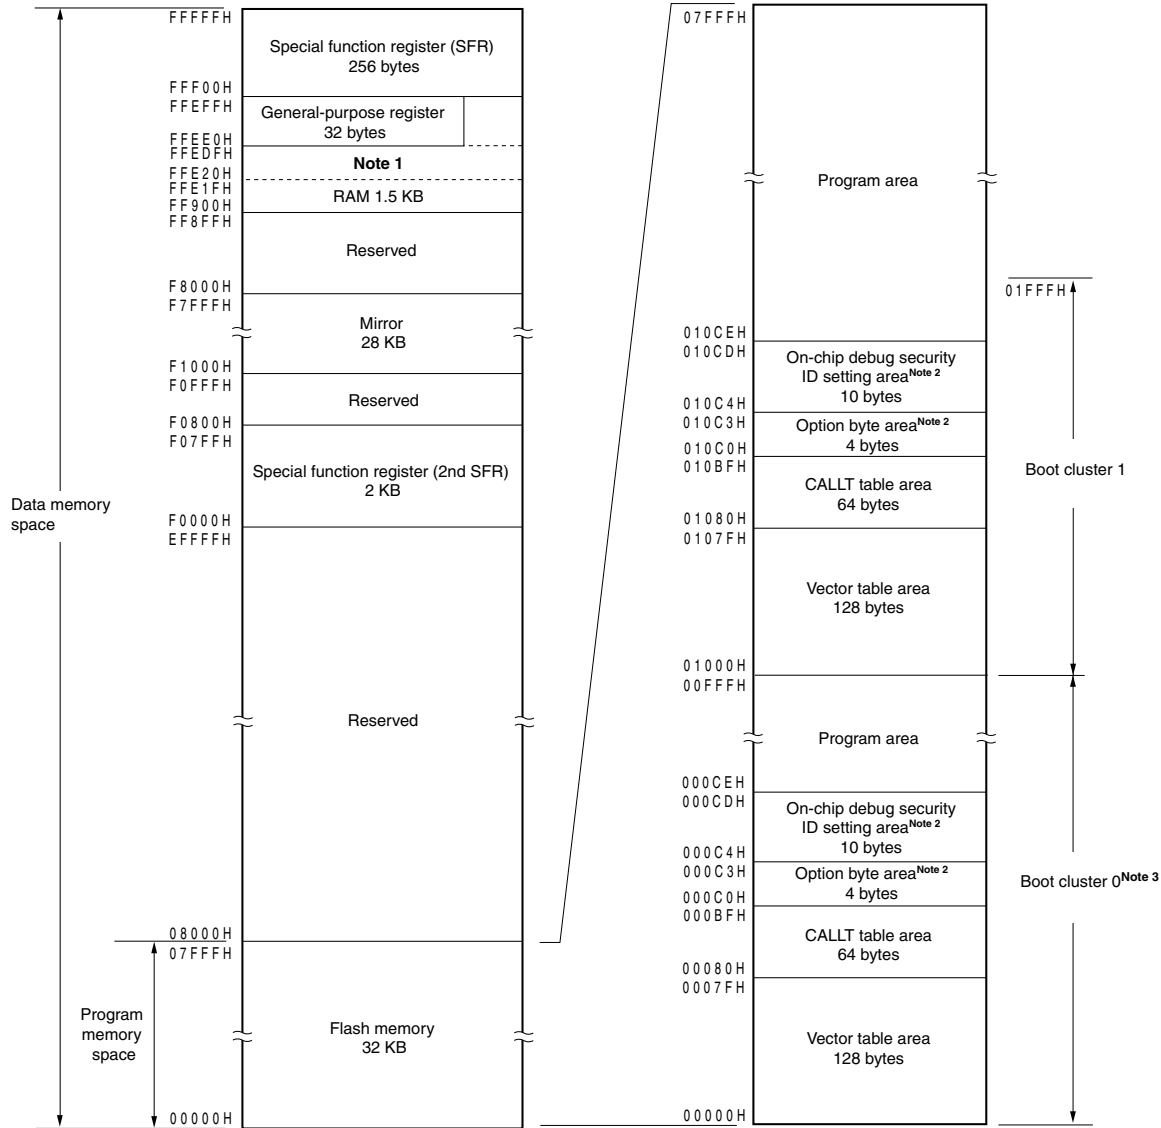 FFFFFH
Special function register (SFR)
256 bytes
FFF00H
FFEFFH
General-purpose register
32 bytes
FFEE0H
FFEDFH
Note 1
FFE20H
FFE1FH
RAM 1.5 KB
FF900H
FF8FFH
Reserved
F8000H
F7FFFH
Mirror
28 KB
F1000H
F0FFFH
Reserved
F0800H
F07FFH
Special function register (2nd SFR)
2 KB
F0000H
EFFFFH
Data memory
space
Reserved
08000H
07FFFH
Program
memory
space
Flash memory
32 KB
00000H
07FFFH
Program area
01FFFH
010CEH
010CDH
On-chip debug security
ID setting areaNote 2
10 bytes
010C4H
010C3H
Option byte areaNote 2
4 bytes
010C0H
010BFH
Boot cluster 1
CALLT table area
64 bytes
01080H
0107FH
Vector table area
128 bytes
01000H
00FFFH
Program area
000CEH
000CDH
On-chip debug security
ID setting areaNote 2
10 bytes
000C4H
000C3H
Option byte areaNote 2
4 bytes
Boot cluster 0Note 3
000C0H
000BFH
CALLT table area
64 bytes
00080H
0007FH
Vector table area
128 bytes
00000H